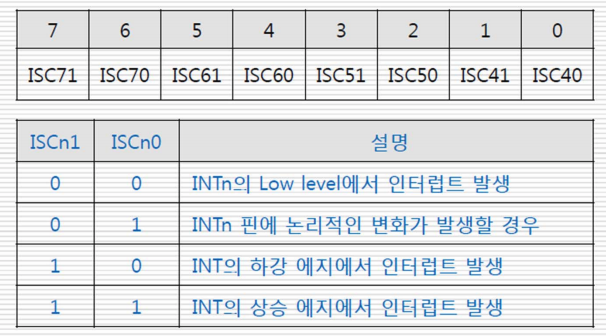 7 6 5 4 3 2 1 0
ISC71 ISC70 ISC61 ISC60 ISC51 ISC50 ISC41 ISC40
ISCn1 ISCn0 설명
0 0 INTn의 Low level에서 인터럽트 발생
0 1 INTn 핀에 논리적인 변화가 발생할 경우
1 0 INT의 하강 에지에서 인터럽트 발생
1 1 INT의 상승 에지에서 인터럽트 발생